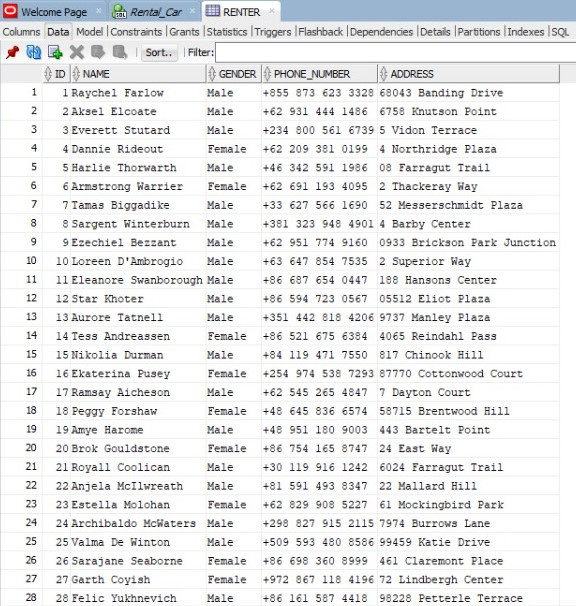 Welcome Page Rental_Car RENTER
Columns Data Model Constraints Grants Statistics Triggers Flashback Dependencies Details Partitions Indexes SQL
Sort.. Filter:
ID NAME GENDER PHONE_NUMBER ADDRESS
1 1 Raychel Farlow Male +855 873 623 3328 68043 Banding Drive
2 2 Aksel Elcoate Male +62 931 444 1486 6758 Knutson Point
3 3 Everett Stutard Male +234 800 561 6739 5 Vidon Terrace
4 4 Dannie Rideout Female +62 209 381 0199 4 Northridge Plaza
5 5 Harlie Thorwarth Male +46 342 591 1986 08 Farragut Trail
6 6 Armstrong Warrier Female +62 691 193 4095 2 Thackeray Way
7 7 Tamas Biggadike Male +33 627 566 1690 52 Messerschmidt Plaza
8 8 Sargent Winterburn Male +381 323 948 4901 4 Barby Center
9 9 Ezechiel Bezzant Male +62 951 774 9160 0933 Brickson Park Junction
10 10 Loreen D'Ambrogio Male +63 647 854 7535 2 Superior Way
11 11 Eleanore Swanborough Male +86 687 654 0447 188 Hansons Center
12 12 Star Khoter Male +86 594 723 0567 05512 Eliot Plaza
13 13 Aurore Tatnell Male +351 442 818 4206 9737 Manley Plaza
14 14 Tess Andreassen Female +86 521 675 6384 4065 Reindahl Pass
15 15 Nikolia Durman Male +84 119 471 7550 817 Chinook Hill
16 16 Ekaterina Pusey Female +254 974 538 7293 87770 Cottonwood Court
17 17 Ramsay Aicheson Male +62 545 265 4847 7 Dayton Court
18 18 Peggy Forshaw Female +48 645 836 6574 58715 Brentwood Hill
19 19 Amye Harome Male +48 951 180 9003 443 Bartelt Point
20 20 Brok Gouldstone Female +86 754 165 8747 24 East Way
21 21 Royall Coolican Male +30 119 916 1242 6024 Farragut Trail
22 22 Anjela McIlwreath Male +81 591 493 8347 22 Mallard Hill
23 23 Estella Molohan Female +62 829 908 5227 61 Mockingbird Park
24 24 Archibaldo McWaters Male +298 827 915 2115 7974 Burrows Lane
25 25 Valma De Winton Male +509 593 480 8586 99459 Katie Drive
26 26 Sarajane Seaborne Female +86 698 360 8999 461 Claremont Place
27 27 Garth Coyish Female +972 867 118 4196 72 Lindbergh Center
28 28 Felic Yukhnevich Male +86 161 587 4418 98228 Petterle Terrace